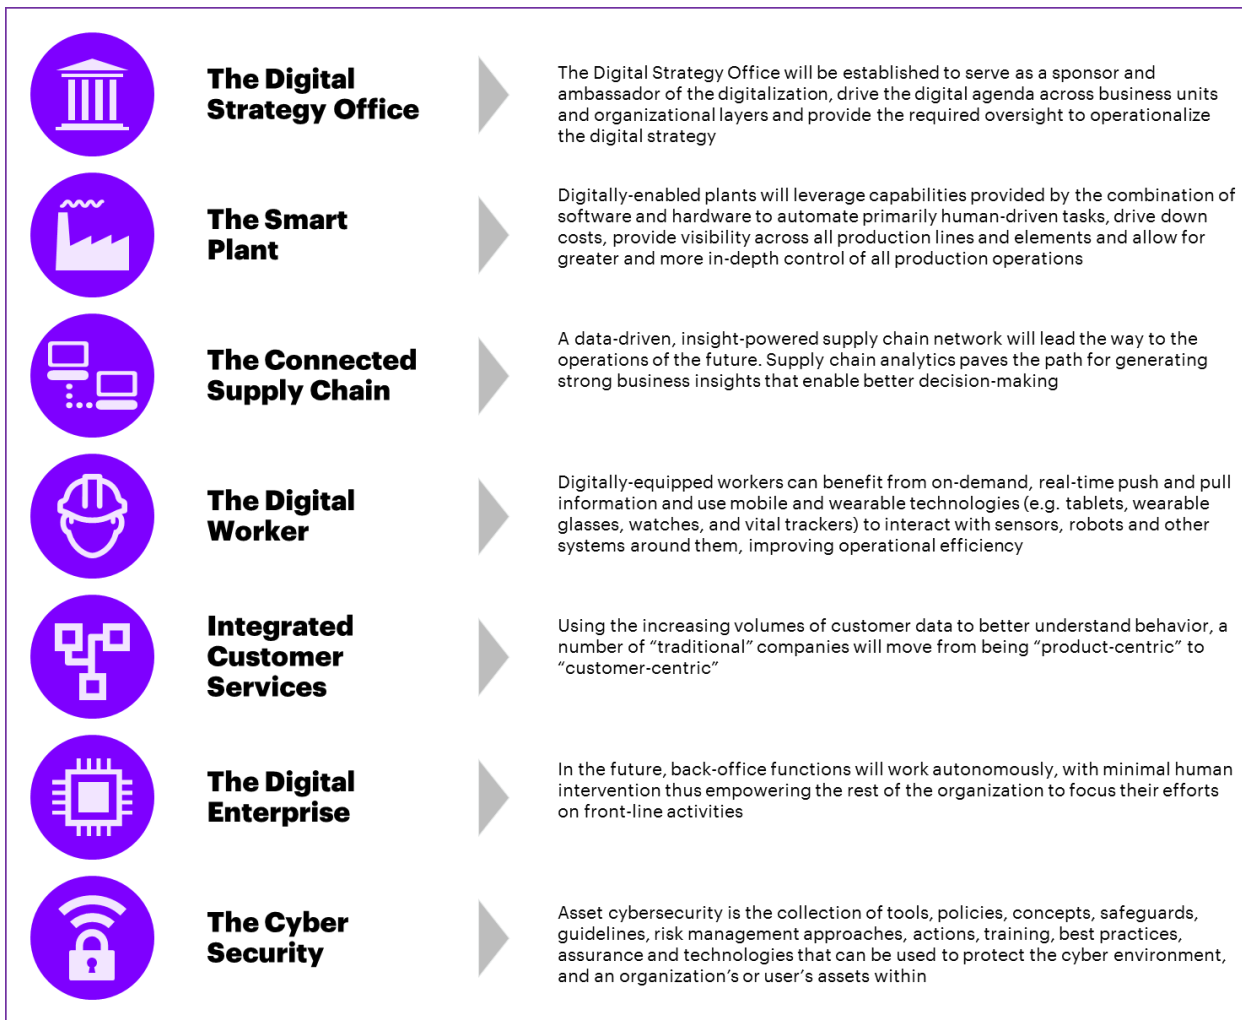 The Digital
Strategy Office
The Digital Strategy Office will be established to serve as a sponsor and
ambassador of the digitalization, drive the digital agenda across business units
and organizational layers and provide the required oversight to operationalize
the digital strategy
The Smart
Plant
Digitally-enabled plants will leverage capabilities provided by the combination of
software and hardware to automate primarily human-driven tasks, drive down
costs, provide visibility across all production lines and elements and allow for
greater and more in-depth control of all production operations
The Connected
Supply Chain
A data-driven, insight-powered supply chain network will lead the way to the
operations of the future. Supply chain analytics paves the path for generating
strong business insights that enable better decision-making
The Digital
Worker
Digitally-equipped workers can benefit from on-demand, real-time push and pull
information and use mobile and wearable technologies (e.g. tablets, wearable
glasses, watches, and vital trackers) to interact with sensors, robots and other
systems around them, improving operational efficiency
Integrated
Customer
Services
Using the increasing volumes of customer data to better understand behavior, a
number of “traditional” companies will move from being “product-centric” to
“customer-centric”
The Digital
Enterprise
In the future, back-office functions will work autonomously, with minimal human
intervention thus empowering the rest of the organization to focus their efforts
on front-line activities
The Cyber
Security
Asset cybersecurity is the collection of tools, policies, concepts, safeguards,
guidelines, risk management approaches, actions, training, best practices,
assurance and technologies that can be used to protect the cyber environment,
and an organization’s or user’s assets within